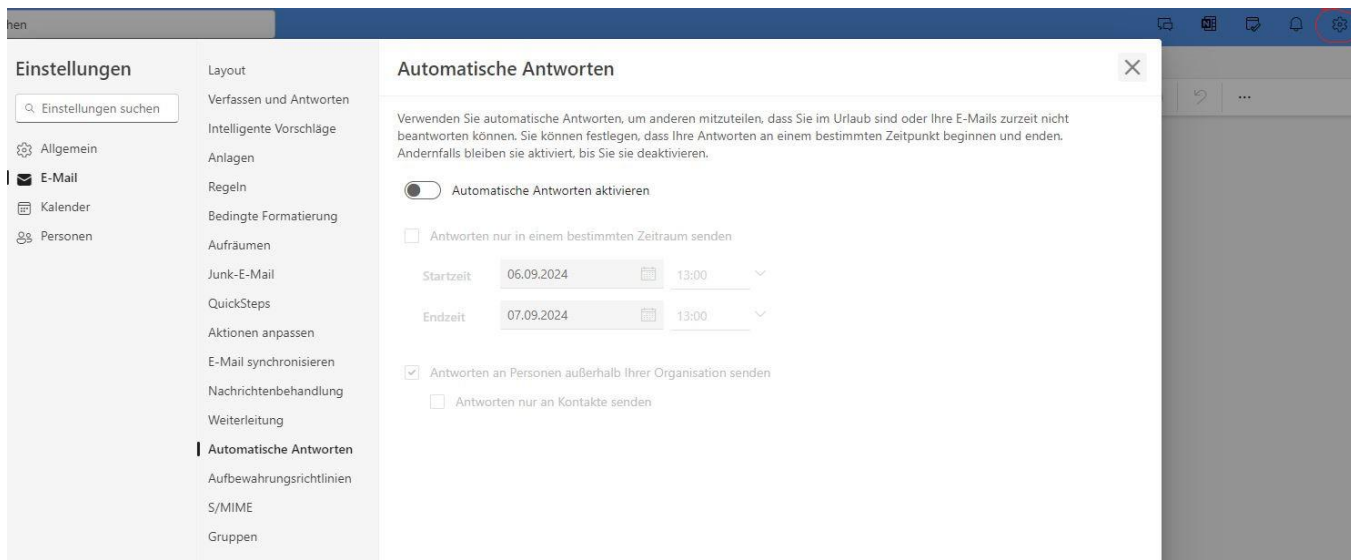 hen
Einstellungen
Einstellungen suchen
Allgemein
E-Mail
Kalender
Personen
Layout
Verfassen und Antworten
Intelligente Vorschläge
Anlagen
Regeln
Bedingte Formatierung
Aufräumen
Junk-E-Mail
QuickSteps
Aktionen anpassen
E-Mail synchronisieren
Nachrichtenbehandlung
Weiterleitung
Automatische Antworten
Aufbewahrungsrichtlinien
S/MIME
Gruppen
Automatische Antworten
Verwenden Sie automatische Antworten, um anderen mitzuteilen, dass Sie im Urlaub sind oder Ihre E-Mails zurzeit nicht
beantworten können. Sie können festlegen, dass Ihre Antworten an einem bestimmten Zeitpunkt beginnen und enden.
Andernfalls bleiben sie aktiviert, bis Sie sie deaktivieren.
Automatische Antworten aktivieren
Antworten nur in einem bestimmten Zeitraum senden
Startzeit 06.09.2024 13:00
Endzeit 07.09.2024 13:00
Antworten an Personen außerhalb Ihrer Organisation senden
Antworten nur an Kontakte senden